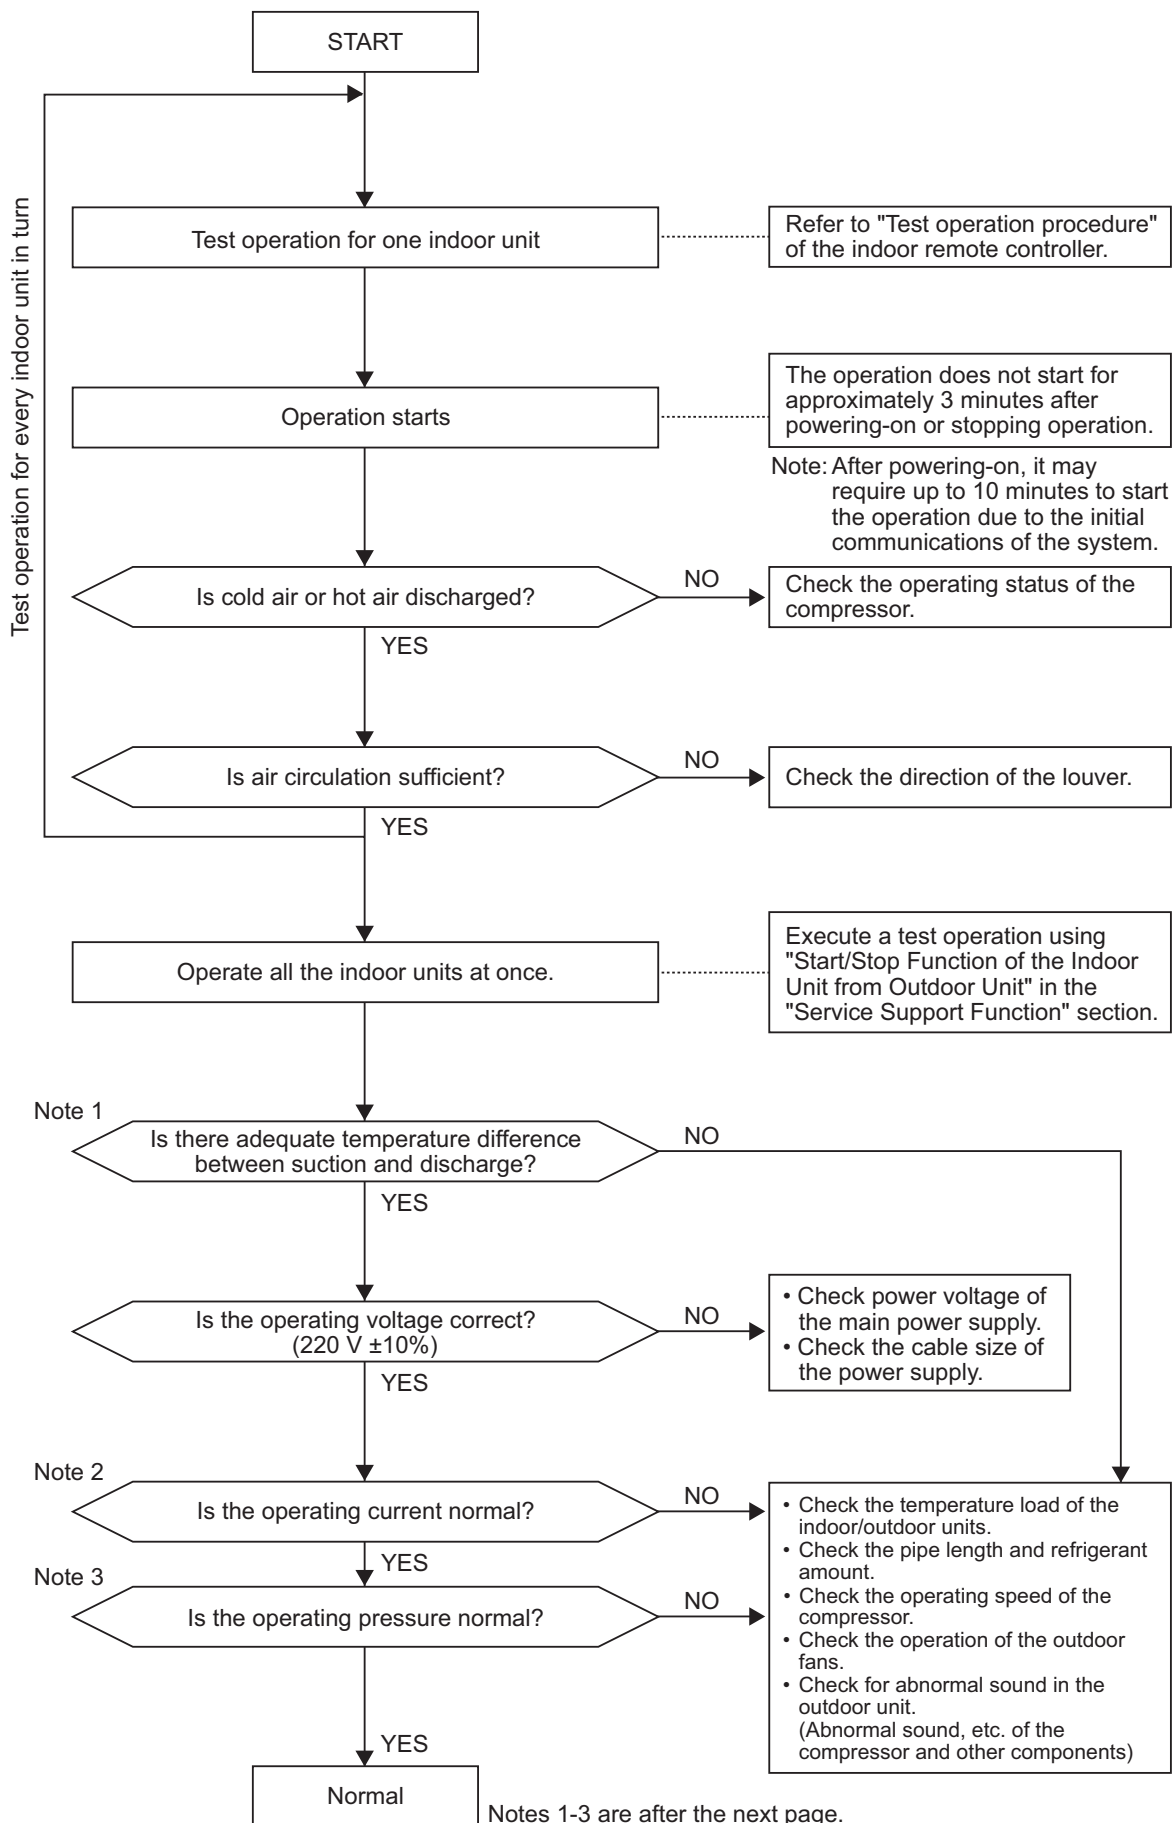 START
Test operation for every indoor unit in turn
Test operation for one indoor unit
Refer to "Test operation procedure"
of the indoor remote controller.
Operation starts
The operation does not start for
approximately 3 minutes after
powering-on or stopping operation.
Note: After powering-on, it may
require up to 10 minutes to start
the operation due to the initial
communications of the system.
Is cold air or hot air discharged?
NO
Check the operating status of the
compressor.
YES
Is air circulation sufficient?
NO
Check the direction of the louver.
YES
Operate all the indoor units at once.
Execute a test operation using
"Start/Stop Function of the Indoor
Unit from Outdoor Unit" in the
"Service Support Function" section.
Note 1
Is there adequate temperature difference
between suction and discharge?
NO
YES
Is the operating voltage correct?
(220 V ±10%)
NO
• Check power voltage of
the main power supply.
• Check the cable size of
the power supply.
YES
Note 2
Is the operating current normal?
NO
YES
Note 3
Is the operating pressure normal?
NO
• Check the temperature load of the
indoor/outdoor units.
• Check the pipe length and refrigerant
amount.
• Check the operating speed of the
compressor.
• Check the operation of the outdoor
fans.
• Check for abnormal sound in the
outdoor unit.
(Abnormal sound, etc. of the
compressor and other components)
YES
Normal
Notes 1-3 are after the next page.